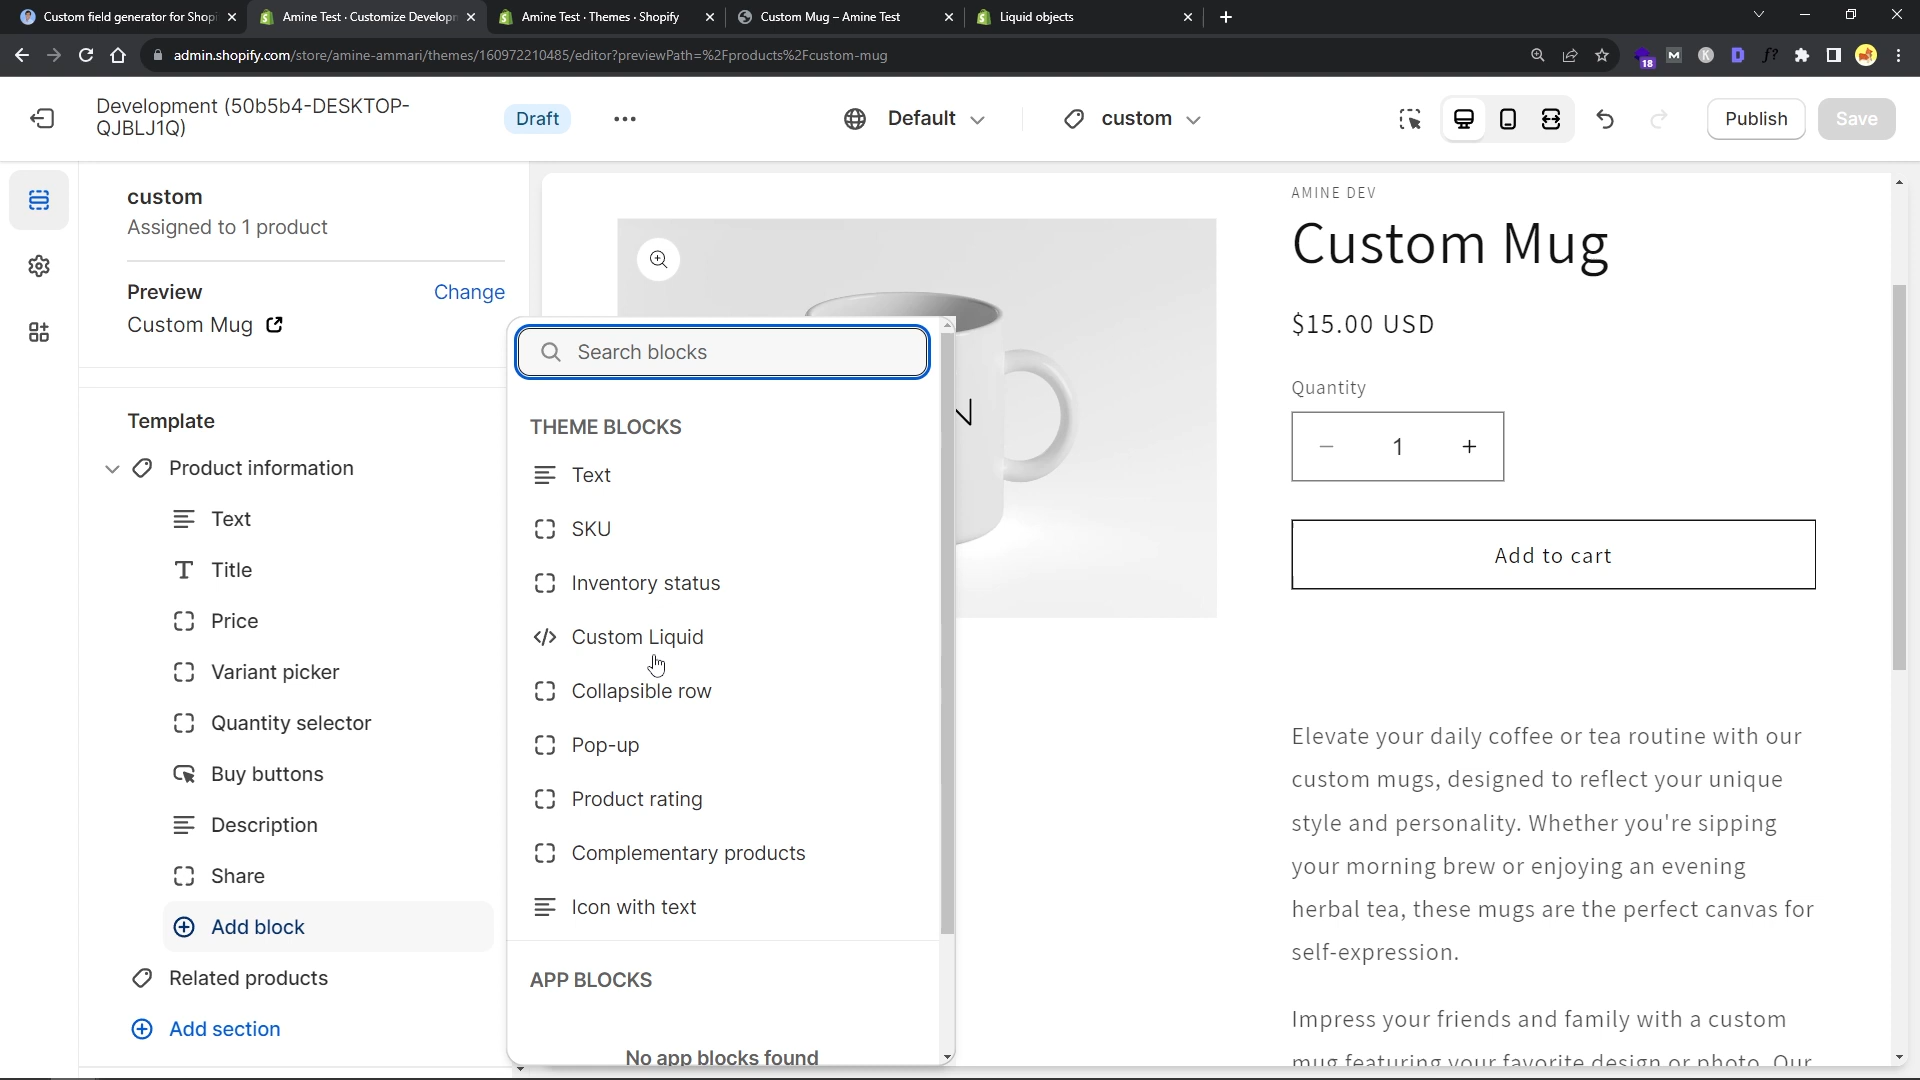 Custom field generator for Shopi
Amine Test · Customize Develop
Amine Test · Themes · Shopify
Custom Mug – Amine Test
Liquid objects
admin.shopify.com/store/amine-ammari/themes/160972210485/editor?previewPath=%2Fproducts%2Fcustom-mug
18
M
K
D
f?
Development (50b5b4-DESKTOP-
QJBLJ1Q)
Draft
Default
custom
Publish
Save
custom
Assigned to 1 product
Preview
Change
Custom Mug
Template
Product information
Text
Title
Price
Variant picker
Quantity selector
Buy buttons
Description
Share
Add block
Related products
Add section
Search blocks
THEME BLOCKS
Text
SKU
Inventory status
Custom Liquid
Collapsible row
Pop-up
Product rating
Complementary products
Icon with text
APP BLOCKS
No app blocks found
N
AMINE DEV
Custom Mug
$15.00 USD
Quantity
− 1 +
Add to cart
Elevate your daily coffee or tea routine with our
custom mugs, designed to reflect your unique
style and personality. Whether you're sipping
your morning brew or enjoying an evening
herbal tea, these mugs are the perfect canvas for
self-expression.
Impress your friends and family with a custom
mug featuring your favorite design or photo. Our